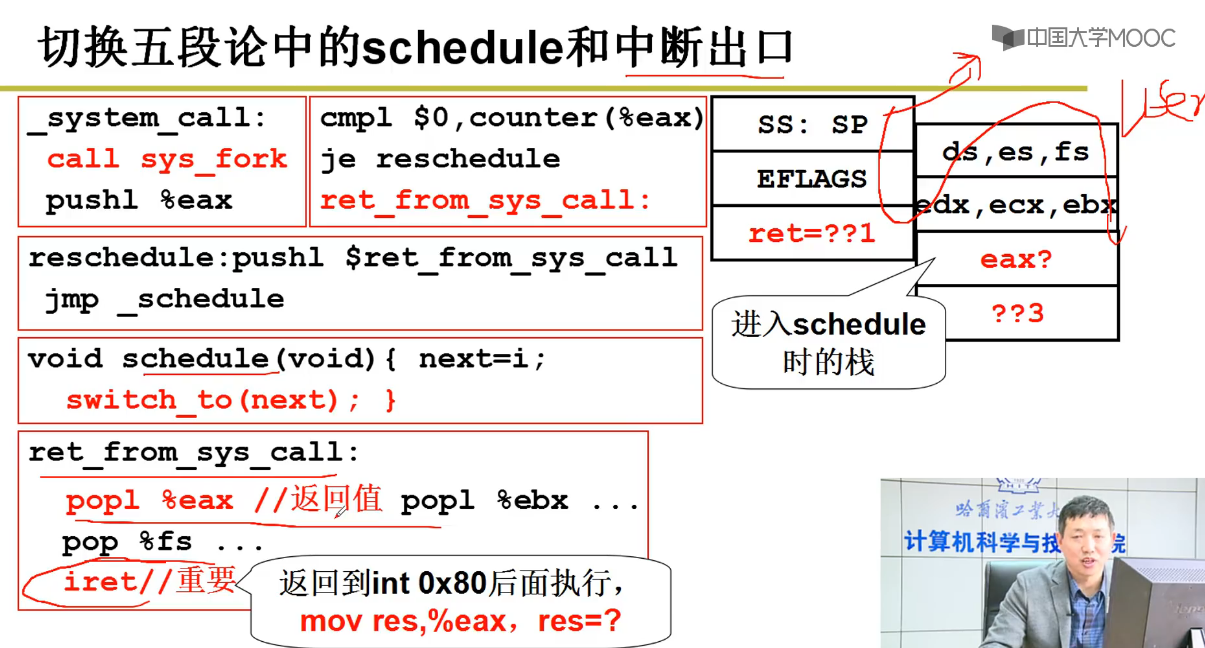 切换五段论中的schedule和中断出口
中国大学MOOC
_system_call:
call sys_fork
pushl %eax
cmpl $0,counter(%eax)
je reschedule
ret_from_sys_call:
SS: SP
EFLAGS
ret=??1
User
ds,es,fs
edx,ecx,ebx
eax?
??3
reschedule:pushl $ret_from_sys_call
jmp _schedule
进入schedule
时的栈
void schedule(void){ next=i;
switch_to(next); }
ret_from_sys_call:
popl %eax //返回值 popl %ebx ...
pop %fs ...
iret//重要
返回到int 0x80后面执行，
mov res,%eax，res=?
哈尔滨工业大
计算机科学与技 院